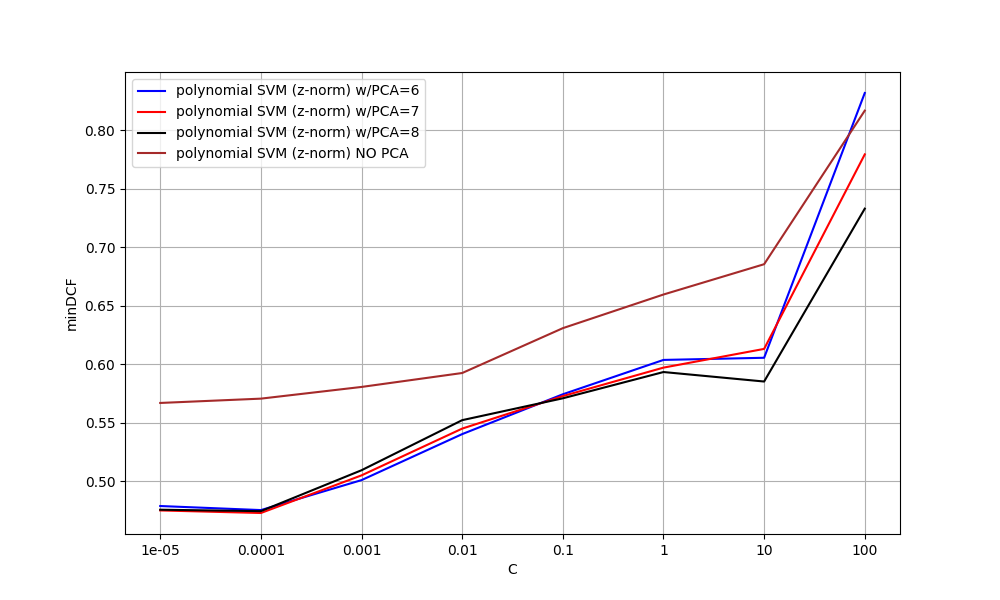 polynomial SVM (z-norm) w/PCA=6
polynomial SVM (z-norm) w/PCA=7
polynomial SVM (z-norm) w/PCA=8
polynomial SVM (z-norm) NO PCA
0.80
0.75
0.70
0.65
0.60
0.55
0.50
minDCF
1e-05 0.0001 0.001 0.01 0.1 1 10 100
C